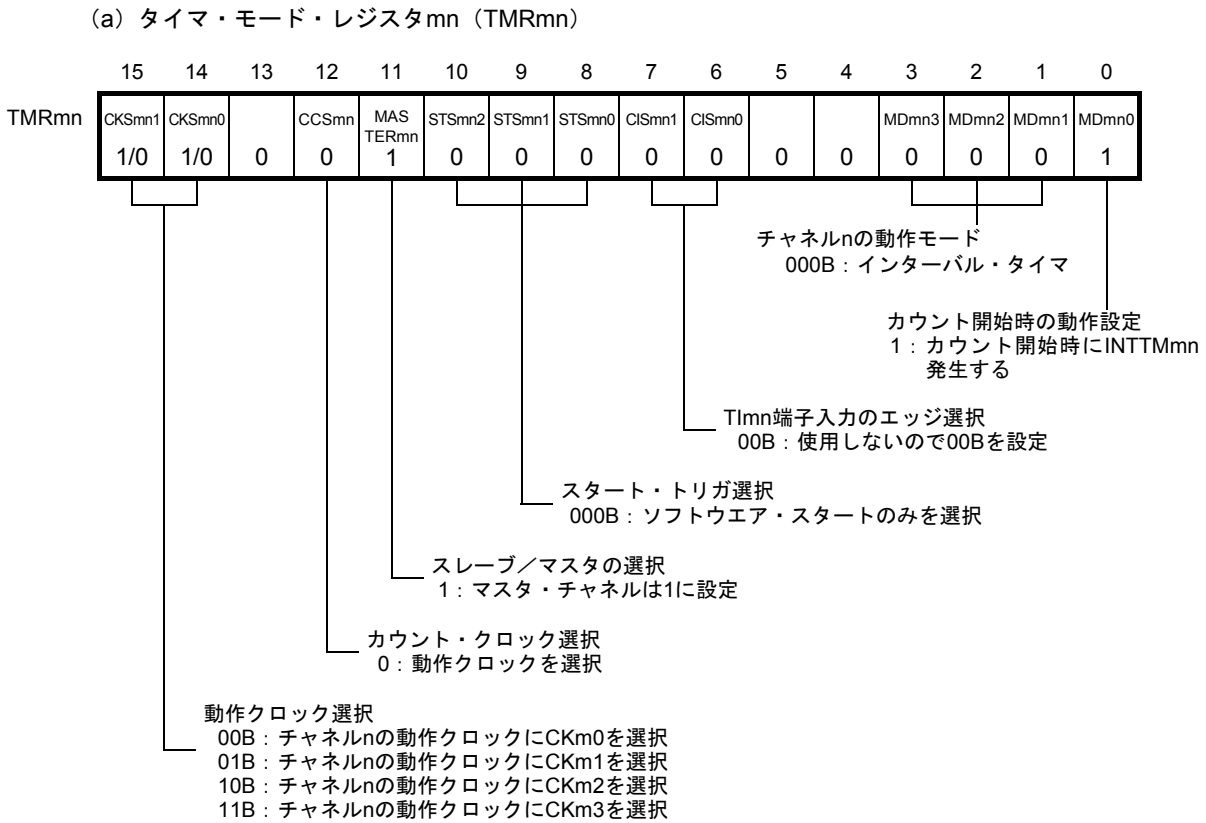 (a) タイマ・モード・レジスタmn（TMRmn）
15 14 13 12 11 10 9 8 7 6 5 4 3 2 1 0
TMRmn
CKSmn1 CKSmn0 CCSmn MAS TERmn STSmn2 STSmn1 STSmn0 CISmn1 CISmn0 MDmn3 MDmn2 MDmn1 MDmn0
1/0 1/0 0 0 1 0 0 0 0 0 0 0 0 0 0 1
チャネルnの動作モード
000B：インターバル・タイマ
カウント開始時の動作設定
1：カウント開始時にINTTMmn
発生する
TImn端子入力のエッジ選択
00B：使用しないので00Bを設定
スタート・トリガ選択
000B：ソフトウエア・スタートのみを選択
スレーブ／マスタの選択
1：マスタ・チャネルは1に設定
カウント・クロック選択
0：動作クロックを選択
動作クロック選択
00B：チャネルnの動作クロックにCKm0を選択
01B：チャネルnの動作クロックにCKm1を選択
10B：チャネルnの動作クロックにCKm2を選択
11B：チャネルnの動作クロックにCKm3を選択